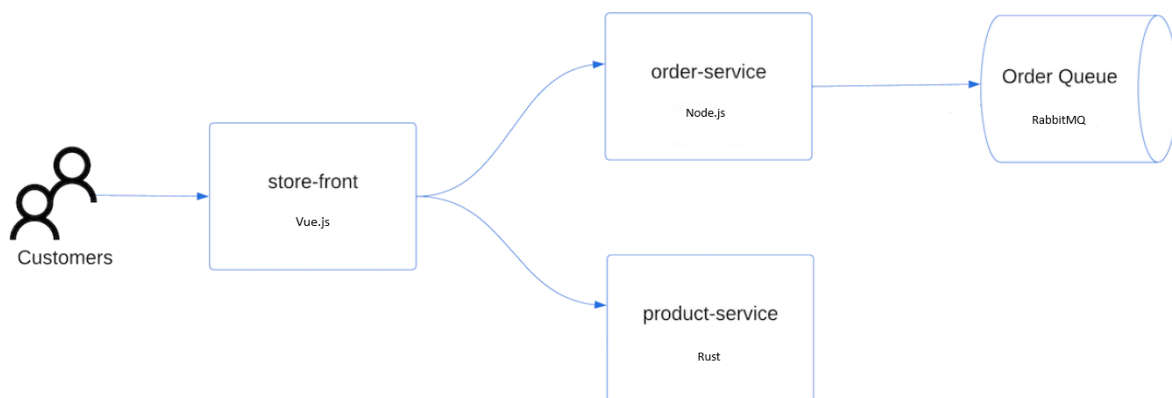 Customers
store-front
Vue.js
order-service
Node.js
product-service
Rust
Order Queue
RabbitMQ